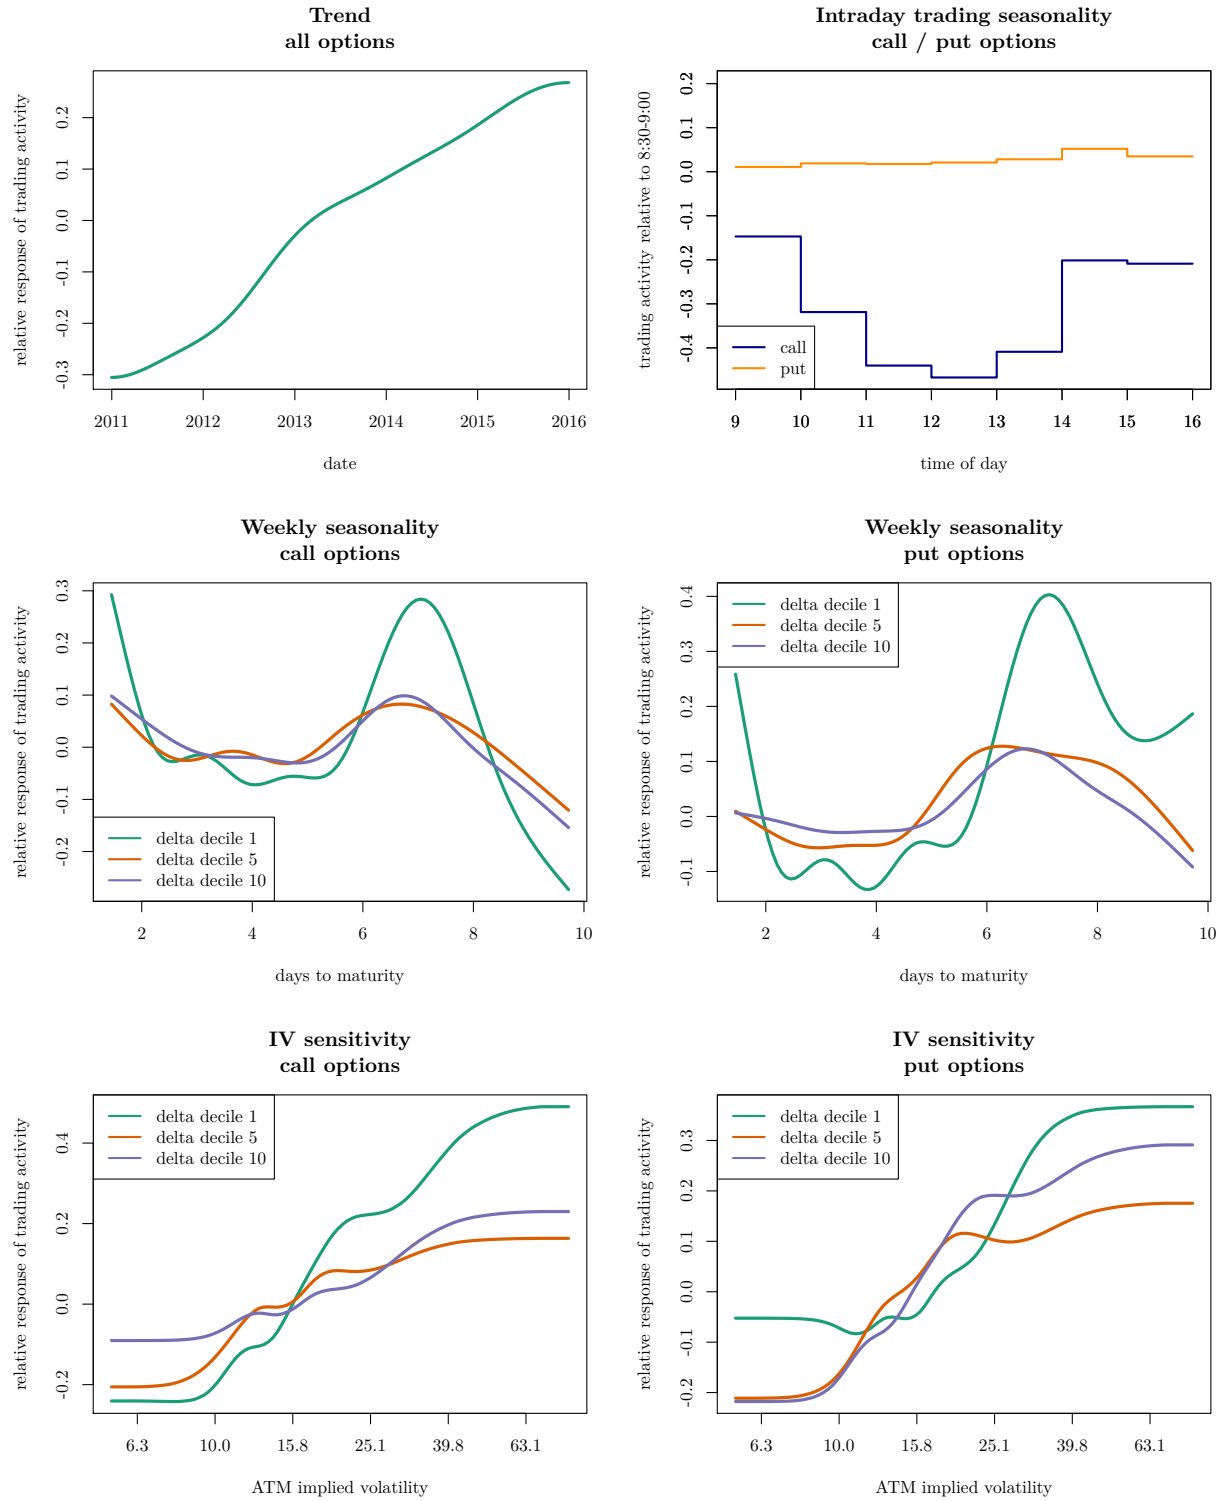 Trend
all options
relative response of trading activity
0.2
0.1
0.0
-0.1
-0.2
-0.3
2011 2012 2013 2014 2015 2016
date
Intraday trading seasonality
call / put options
trading activity relative to 8:30-9:00
0.2
0.1
0.0
-0.1
-0.2
-0.3
-0.4
call
put
9 10 11 12 13 14 15 16
time of day
Weekly seasonality
call options
relative response of trading activity
0.3
0.2
0.1
0.0
-0.1
-0.2
delta decile 1
delta decile 5
delta decile 10
2 4 6 8 10
days to maturity
Weekly seasonality
put options
relative response of trading activity
0.4
0.3
0.2
0.1
0.0
-0.1
delta decile 1
delta decile 5
delta decile 10
2 4 6 8 10
days to maturity
IV sensitivity
call options
relative response of trading activity
0.4
0.2
0.0
-0.2
delta decile 1
delta decile 5
delta decile 10
6.3 10.0 15.8 25.1 39.8 63.1
ATM implied volatility
IV sensitivity
put options
relative response of trading activity
0.3
0.2
0.1
0.0
-0.1
-0.2
delta decile 1
delta decile 5
delta decile 10
6.3 10.0 15.8 25.1 39.8 63.1
ATM implied volatility